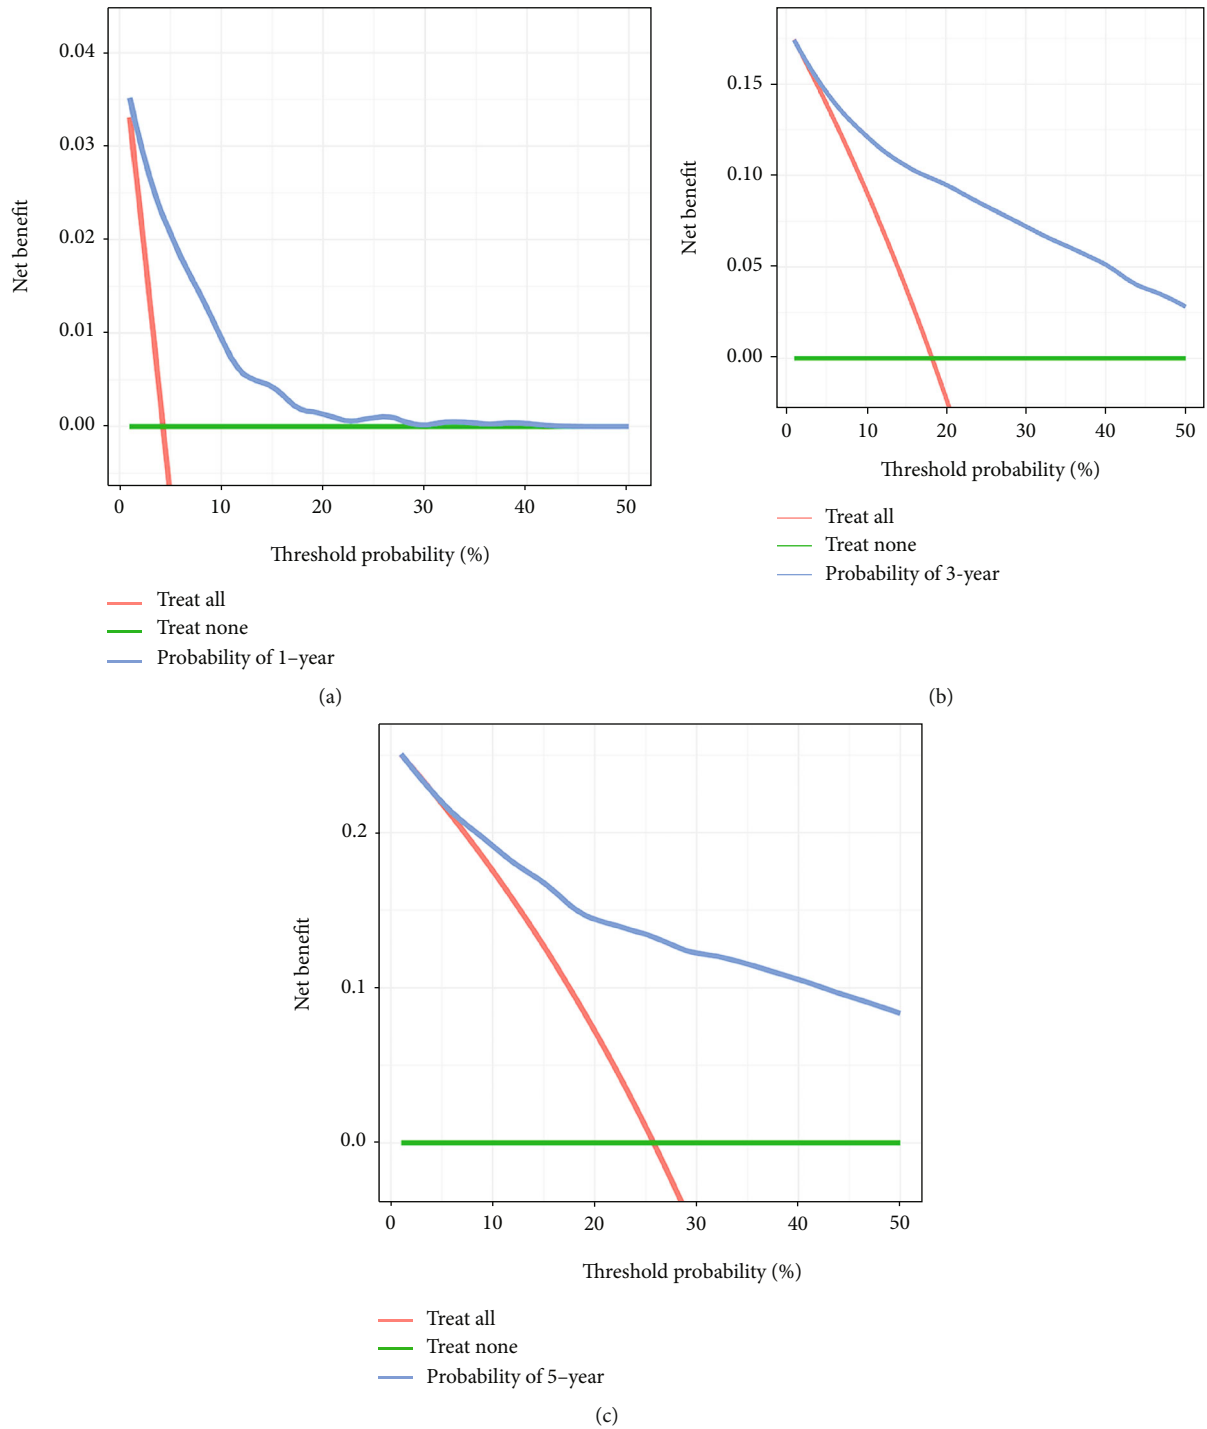 0.04
0.03
0.02
0.01
0.00
Net benefit
0 10 20 30 40 50
Threshold probability (%)
Treat all
Treat none
Probability of 1–year
(a)
0.15
0.10
0.05
0.00
Net benefit
0 10 20 30 40 50
Threshold probability (%)
Treat all
Treat none
Probability of 3-year
(b)
0.2
0.1
0.0
Net benefit
0 10 20 30 40 50
Threshold probability (%)
Treat all
Treat none
Probability of 5–year
(c)